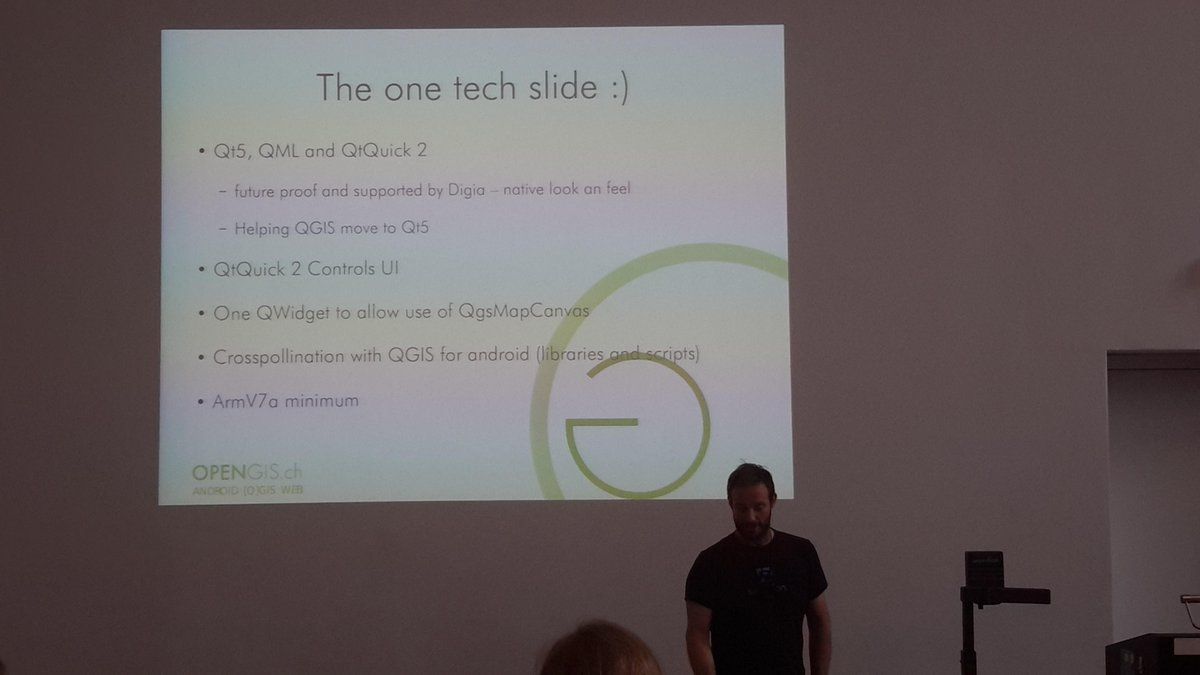 The one tech slide :)
• Qt5, QML and QtQuick 2
– future proof and supported by Digia – native look an feel
– Helping QGIS move to Qt5
• QtQuick 2 Controls UI
• One QWidget to allow use of QgsMapCanvas
• Crosspollination with QGIS for android (libraries and scripts)
• ArmV7a minimum
OPENGIS.ch
ANDROID (Q)GIS WEB